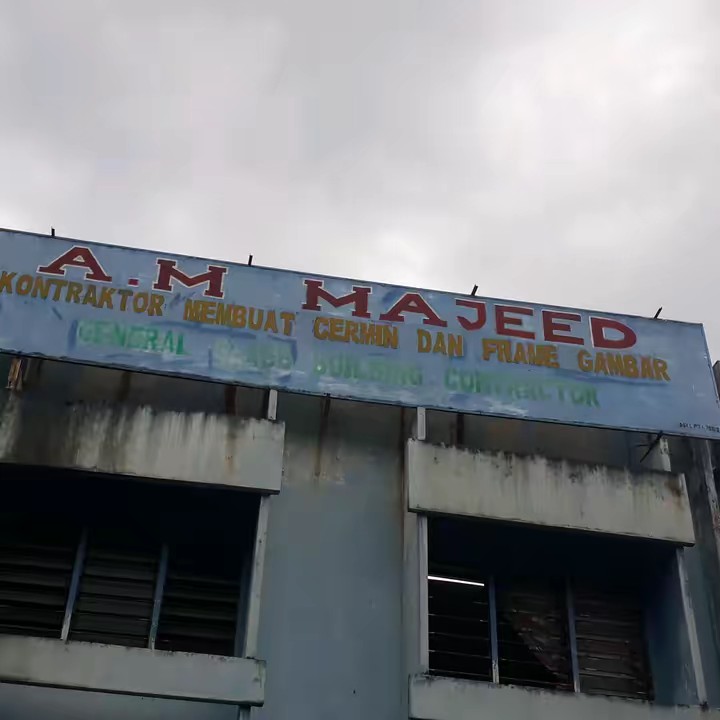 A.M MAJEED
KONTRAKTOR MEMBUAT CERMIN DAN FRAME GAMBAR
GENERAL GLASS BUILDING CONTRACTOR